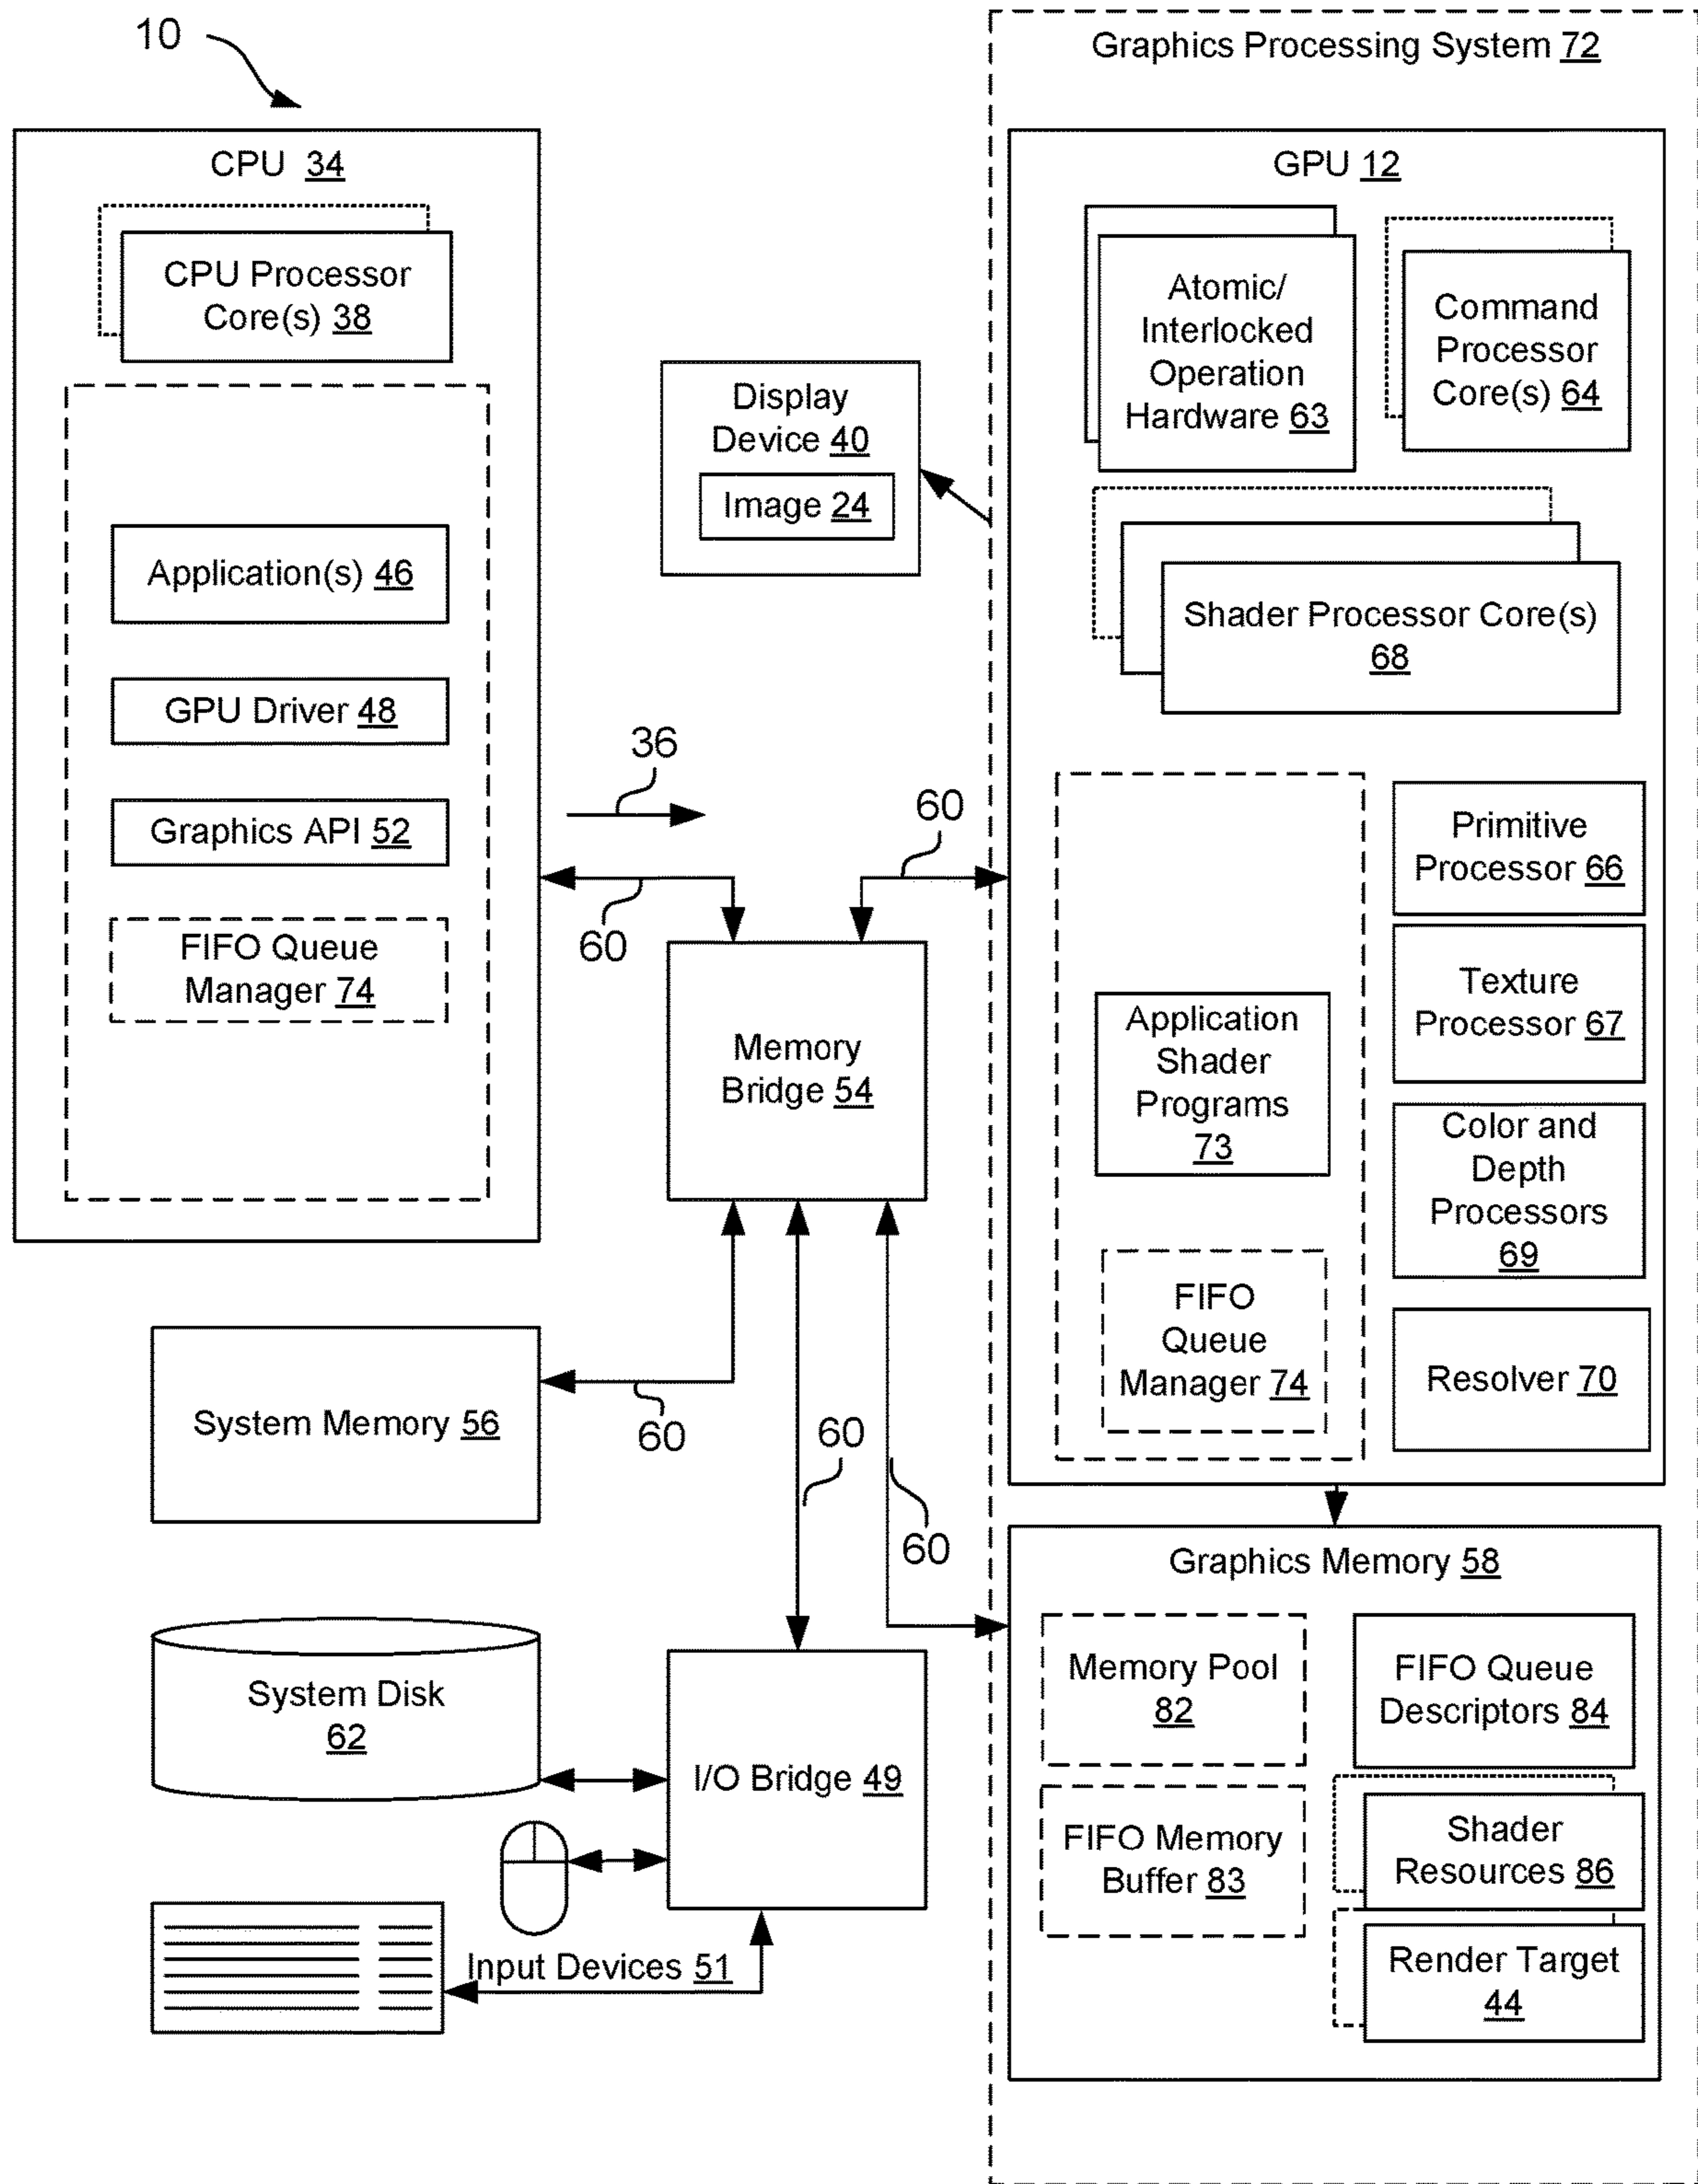 10
Graphics Processing System 72
CPU 34
CPU Processor
Core(s) 38
Application(s) 46
GPU Driver 48
Graphics API 52
FIFO Queue
Manager 74
Display
Device 40
Image 24
36
60
60
Memory
Bridge 54
GPU 12
Atomic/
Interlocked
Operation
Hardware 63
Command
Processor
Core(s) 64
Shader Processor Core(s)
68
Primitive
Processor 66
Texture
Processor 67
Application
Shader
Programs
73
Color and
Depth
Processors
69
FIFO
Queue
Manager 74
Resolver 70
System Memory 56
60
60
60
System Disk
62
I/O Bridge 49
Input Devices 51
Graphics Memory 58
Memory Pool
82
FIFO Queue
Descriptors 84
FIFO Memory
Buffer 83
Shader
Resources 86
Render Target
44